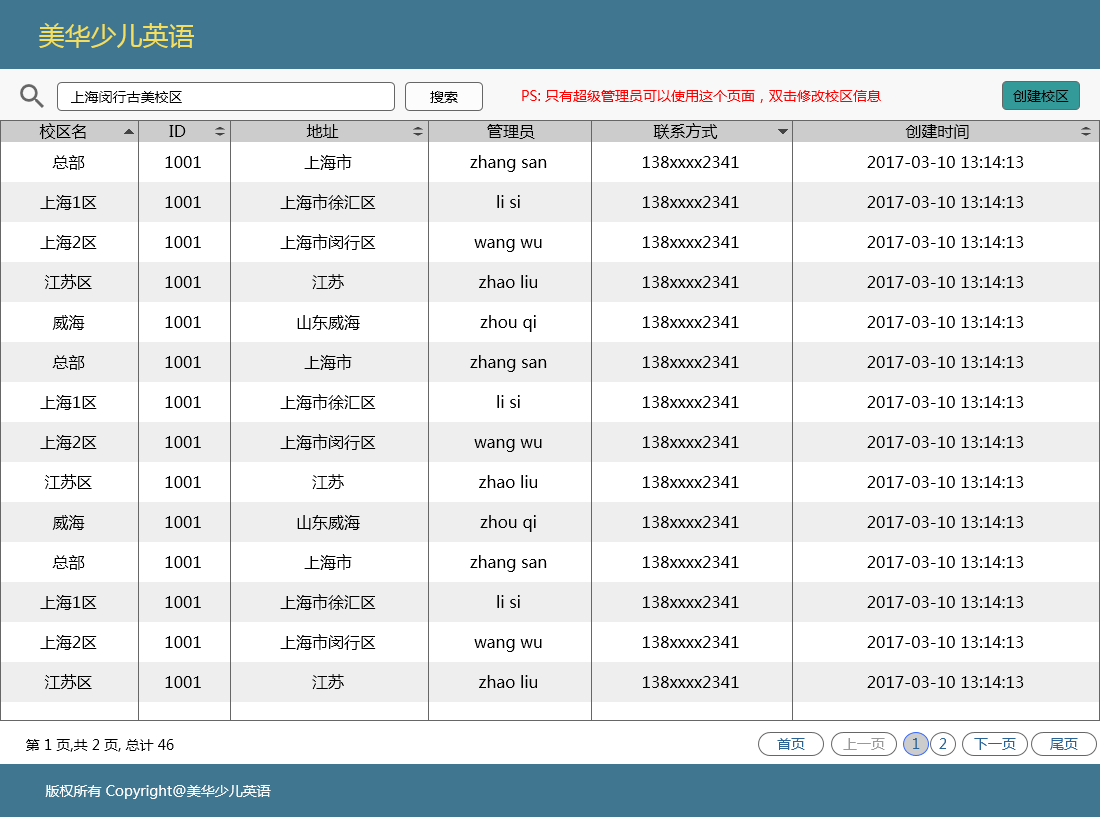 美华少儿英语
上海闵行古美校区 搜索 PS: 只有超级管理员可以使用这个页面，双击修改校区信息 创建校区
校区名 ID 地址 管理员 联系方式 创建时间
总部 1001 上海市 zhang san 138xxxx2341 2017-03-10 13:14:13
上海1区 1001 上海市徐汇区 li si 138xxxx2341 2017-03-10 13:14:13
上海2区 1001 上海市闵行区 wang wu 138xxxx2341 2017-03-10 13:14:13
江苏区 1001 江苏 zhao liu 138xxxx2341 2017-03-10 13:14:13
威海 1001 山东威海 zhou qi 138xxxx2341 2017-03-10 13:14:13
总部 1001 上海市 zhang san 138xxxx2341 2017-03-10 13:14:13
上海1区 1001 上海市徐汇区 li si 138xxxx2341 2017-03-10 13:14:13
上海2区 1001 上海市闵行区 wang wu 138xxxx2341 2017-03-10 13:14:13
江苏区 1001 江苏 zhao liu 138xxxx2341 2017-03-10 13:14:13
威海 1001 山东威海 zhou qi 138xxxx2341 2017-03-10 13:14:13
总部 1001 上海市 zhang san 138xxxx2341 2017-03-10 13:14:13
上海1区 1001 上海市徐汇区 li si 138xxxx2341 2017-03-10 13:14:13
上海2区 1001 上海市闵行区 wang wu 138xxxx2341 2017-03-10 13:14:13
江苏区 1001 江苏 zhao liu 138xxxx2341 2017-03-10 13:14:13
第 1 页,共 2 页, 总计 46 首页 上一页 1 2 下一页 尾页
版权所有 Copyright@美华少儿英语